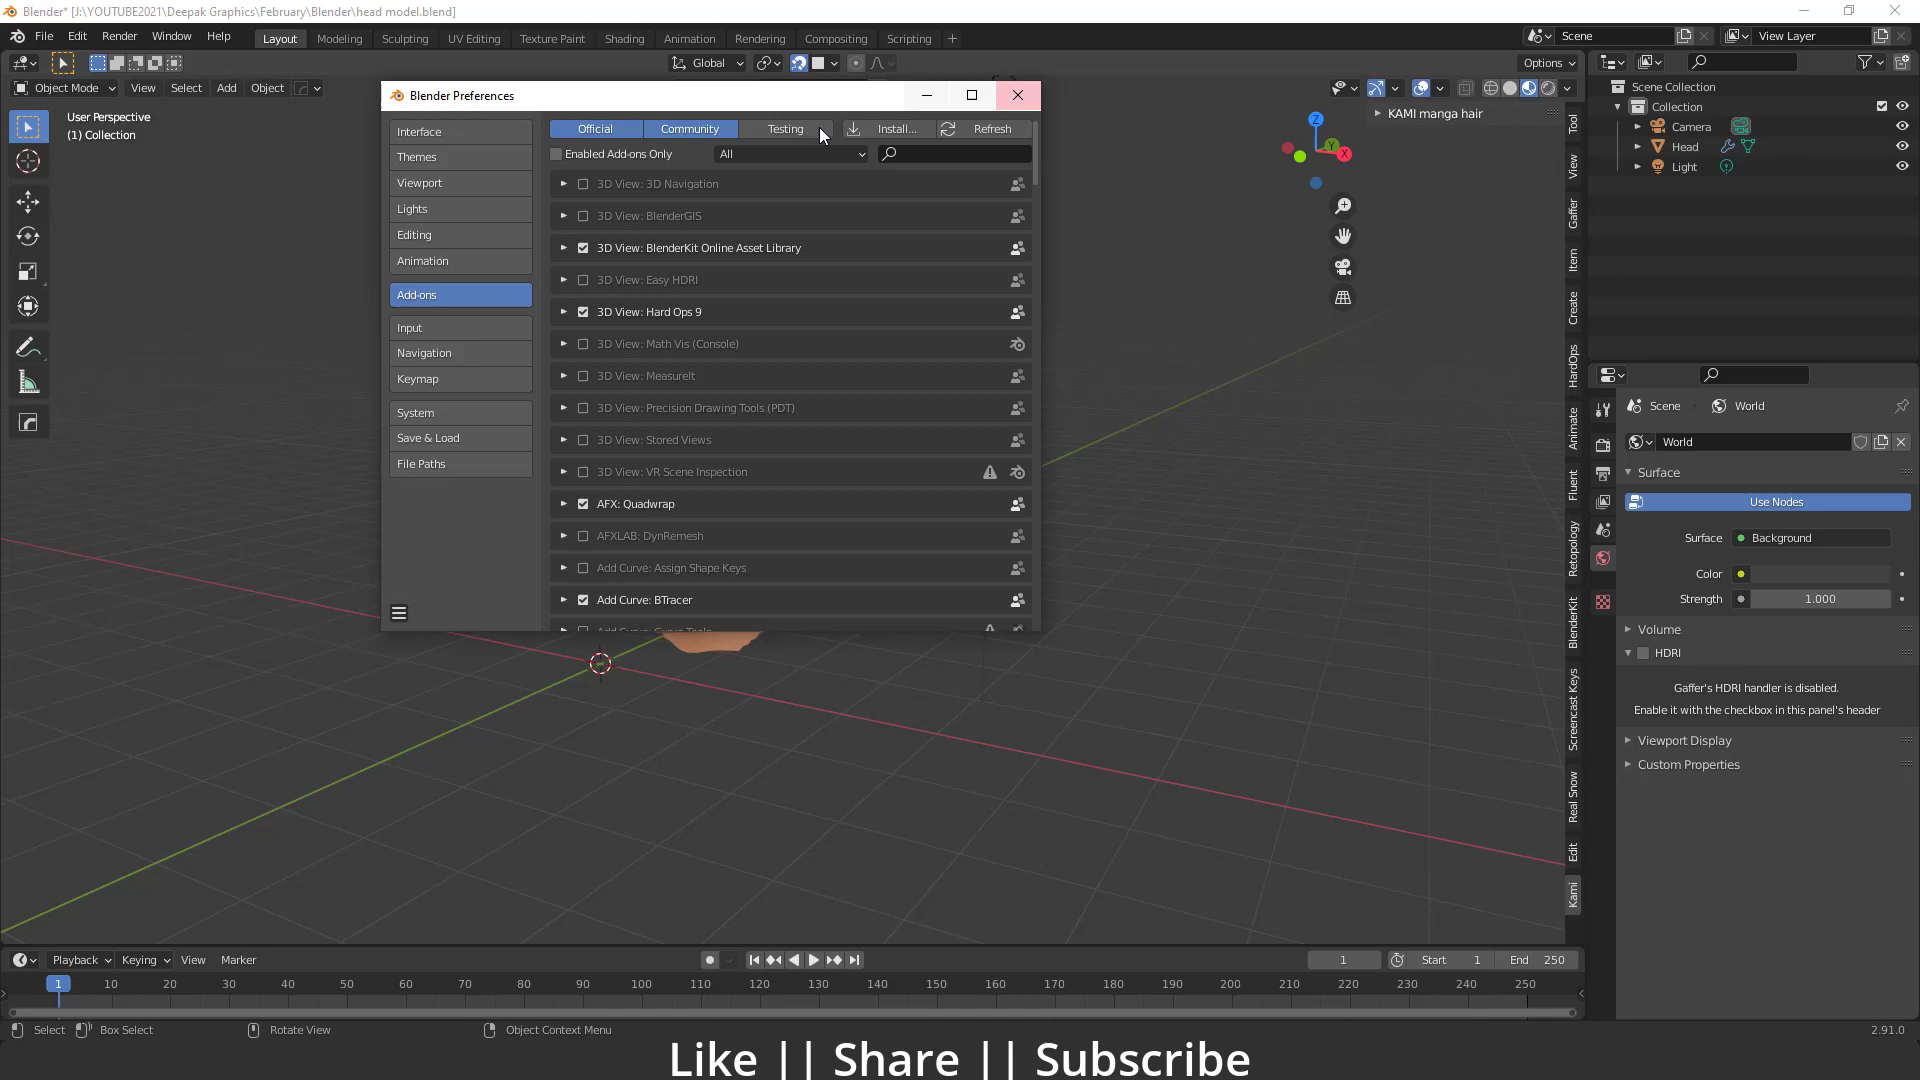 Blender* [J:\YOUTUBE2021\Deepak Graphics\February\Blender\head model.blend]
File Edit Render Window Help Layout Modeling Sculpting UV Editing Texture Paint Shading Animation Rendering Compositing Scripting + Scene View Layer
Global Options
Object Mode View Select Add Object
User Perspective
(1) Collection
Blender Preferences
Interface
Themes
Viewport
Lights
Editing
Animation
Add-ons
Input
Navigation
Keymap
System
Save & Load
File Paths
Official Community Testing Install... Refresh
Enabled Add-ons Only All
3D View: 3D Navigation
3D View: BlenderGIS
3D View: BlenderKit Online Asset Library
3D View: Easy HDRI
3D View: Hard Ops 9
3D View: Math Vis (Console)
3D View: MeasureIt
3D View: Precision Drawing Tools (PDT)
3D View: Stored Views
3D View: VR Scene Inspection
AFX: Quadwrap
AFXLAB: DynRemesh
Add Curve: Assign Shape Keys
Add Curve: BTracer
Add Curve: Curve Tools
KAMI manga hair
Z
Y
X
Tool
View
Gaffer
Item
Create
HardOps
Animate
Fluent
Retopology
BlenderKit
Screencast Keys
Real Snow
Edit
Kami
Scene Collection
Collection
Camera
Head
Light
Scene World
World
Surface
Use Nodes
Surface Background
Color
Strength 1.000
Volume
HDRI
Gaffer's HDRI handler is disabled.
Enable it with the checkbox in this panel's header
Viewport Display
Custom Properties
Playback Keying View Marker 1 Start 1 End 250
1 10 20 30 40 50 60 70 80 90 100 110 120 130 140 150 160 170 180 190 200 210 220 230 240 250
Select Box Select Rotate View Object Context Menu 2.91.0
Like || Share || Subscribe